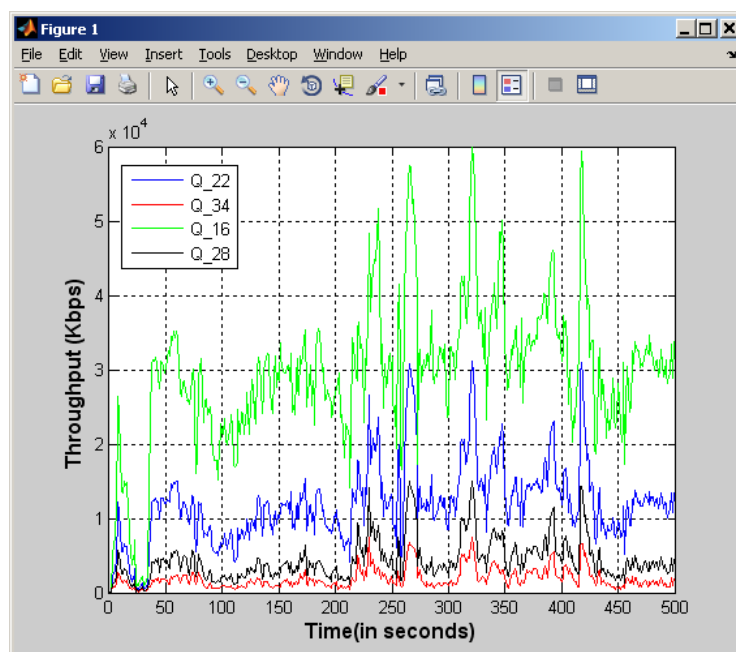 Figure 1
File Edit View Insert Tools Desktop Window Help
x 10^4
6
5
4
3
2
1
0
Throughput (Kbps)
Q_22
Q_34
Q_16
Q_28
0 50 100 150 200 250 300 350 400 450 500
Time(in seconds)